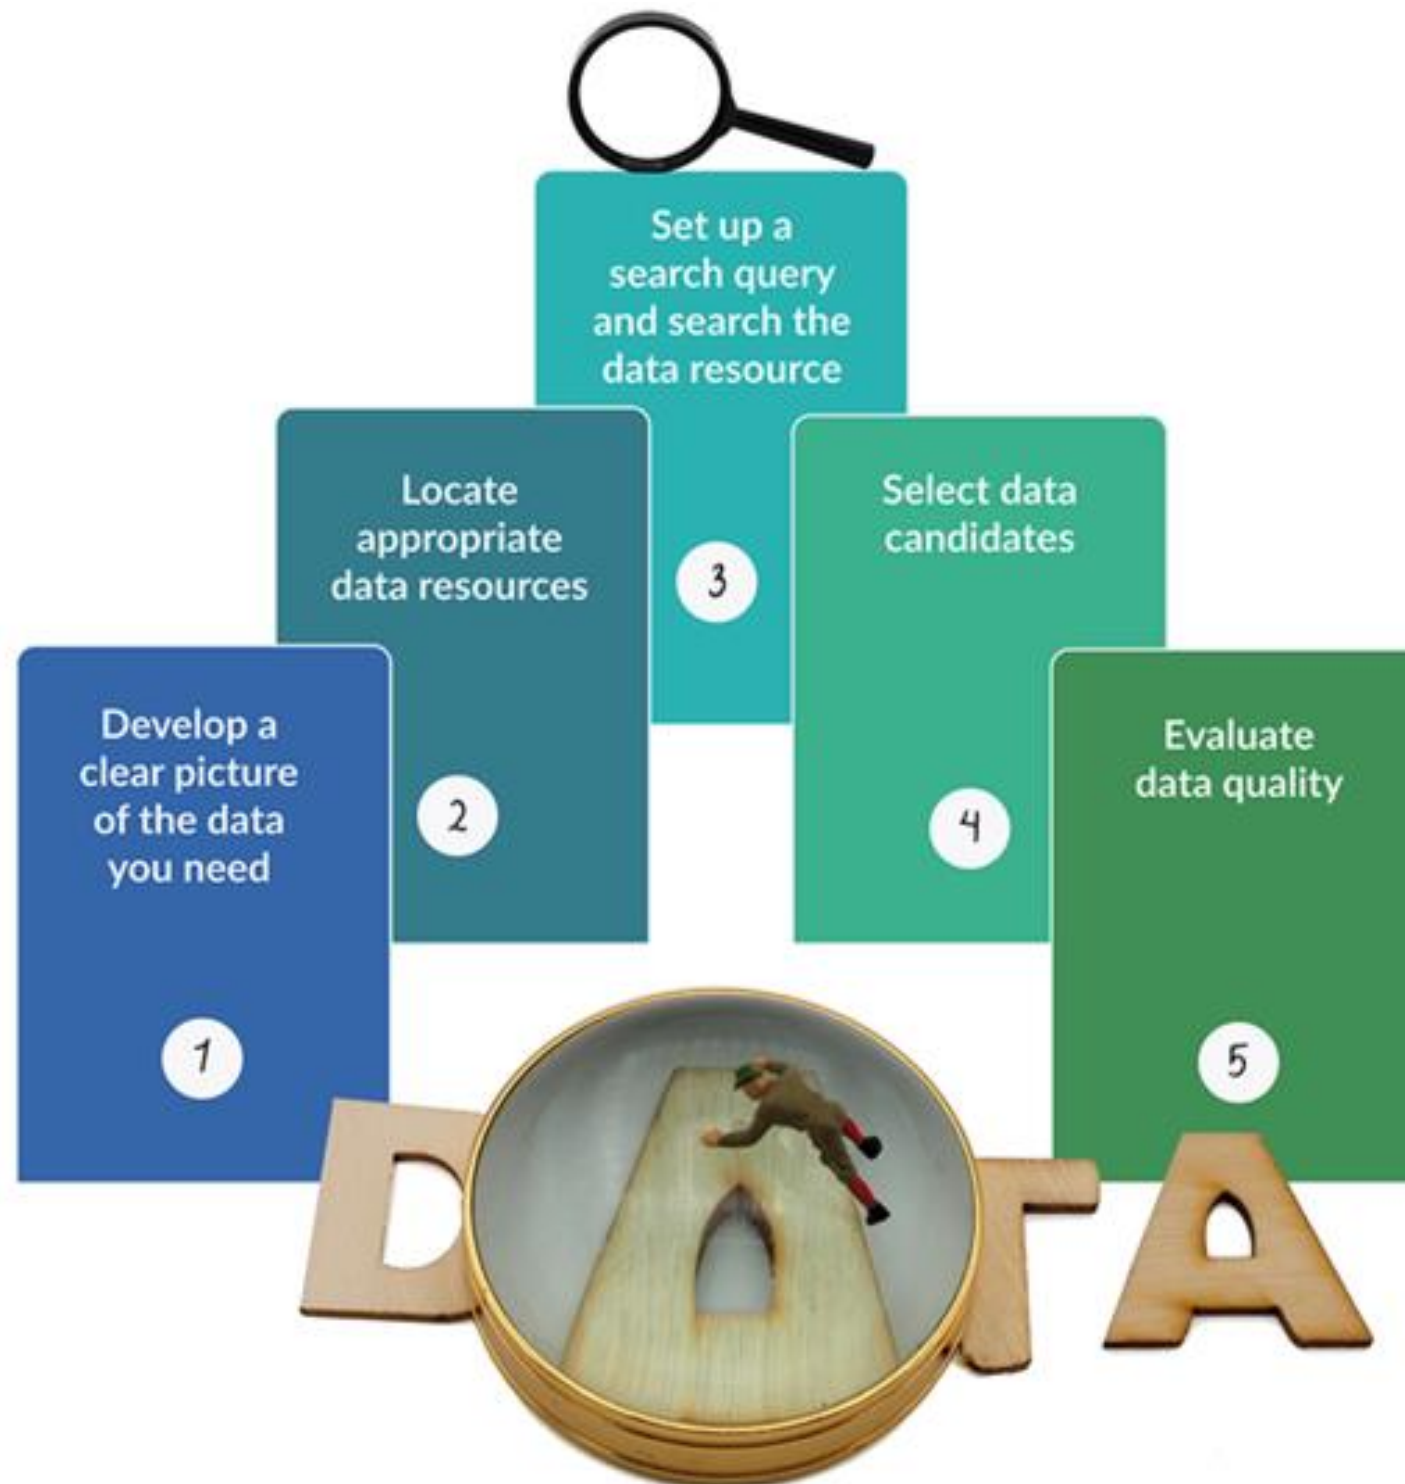 Develop a
clear picture
of the data
you need
1
Locate
appropriate
data resources
2
Set up a
search query
and search the
data resource
3
Select data
candidates
4
Evaluate
data quality
5
DATA